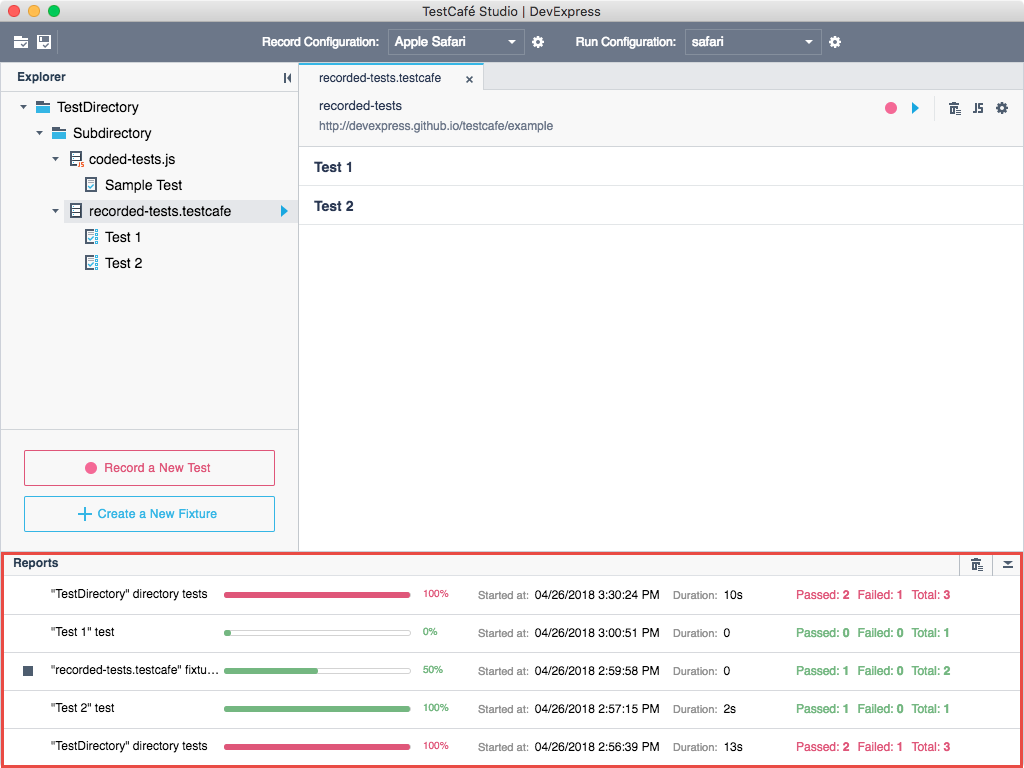 TestCafé Studio | DevExpress
Record Configuration: Apple Safari Run Configuration: safari
Explorer
TestDirectory
Subdirectory
coded-tests.js
Sample Test
recorded-tests.testcafe
Test 1
Test 2
Record a New Test
Create a New Fixture
recorded-tests.testcafe ×
recorded-tests
http://devexpress.github.io/testcafe/example
JS
Test 1
Test 2
Reports
"TestDirectory" directory tests 100% Started at: 04/26/2018 3:30:24 PM Duration: 10s Passed: 2 Failed: 1 Total: 3
"Test 1" test 0% Started at: 04/26/2018 3:00:51 PM Duration: 0 Passed: 0 Failed: 0 Total: 1
"recorded-tests.testcafe" fixtu... 50% Started at: 04/26/2018 2:59:58 PM Duration: 0 Passed: 1 Failed: 0 Total: 2
"Test 2" test 100% Started at: 04/26/2018 2:57:15 PM Duration: 2s Passed: 1 Failed: 0 Total: 1
"TestDirectory" directory tests 100% Started at: 04/26/2018 2:56:39 PM Duration: 13s Passed: 2 Failed: 1 Total: 3